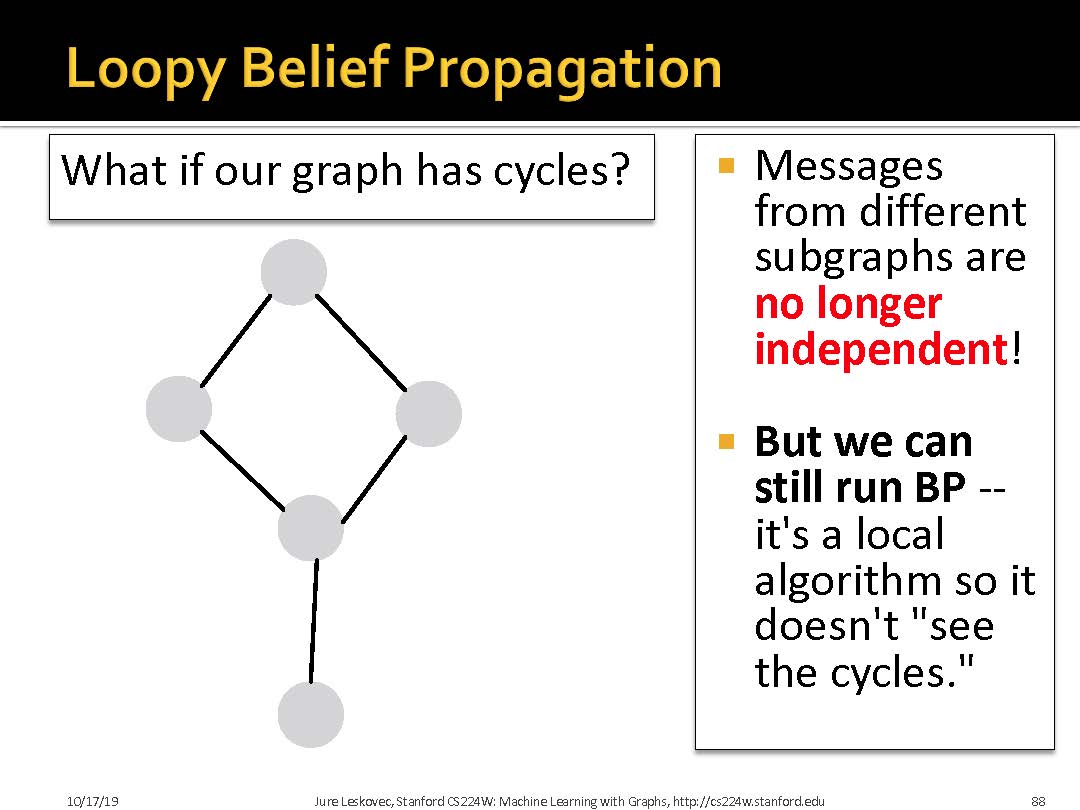 Loopy Belief Propagation
What if our graph has cycles?
▪ Messages
from different
subgraphs are
no longer
independent!
▪ But we can
still run BP --
it's a local
algorithm so it
doesn't "see
the cycles."
10/17/19
Jure Leskovec, Stanford CS224W: Machine Learning with Graphs, http://cs224w.stanford.edu
88